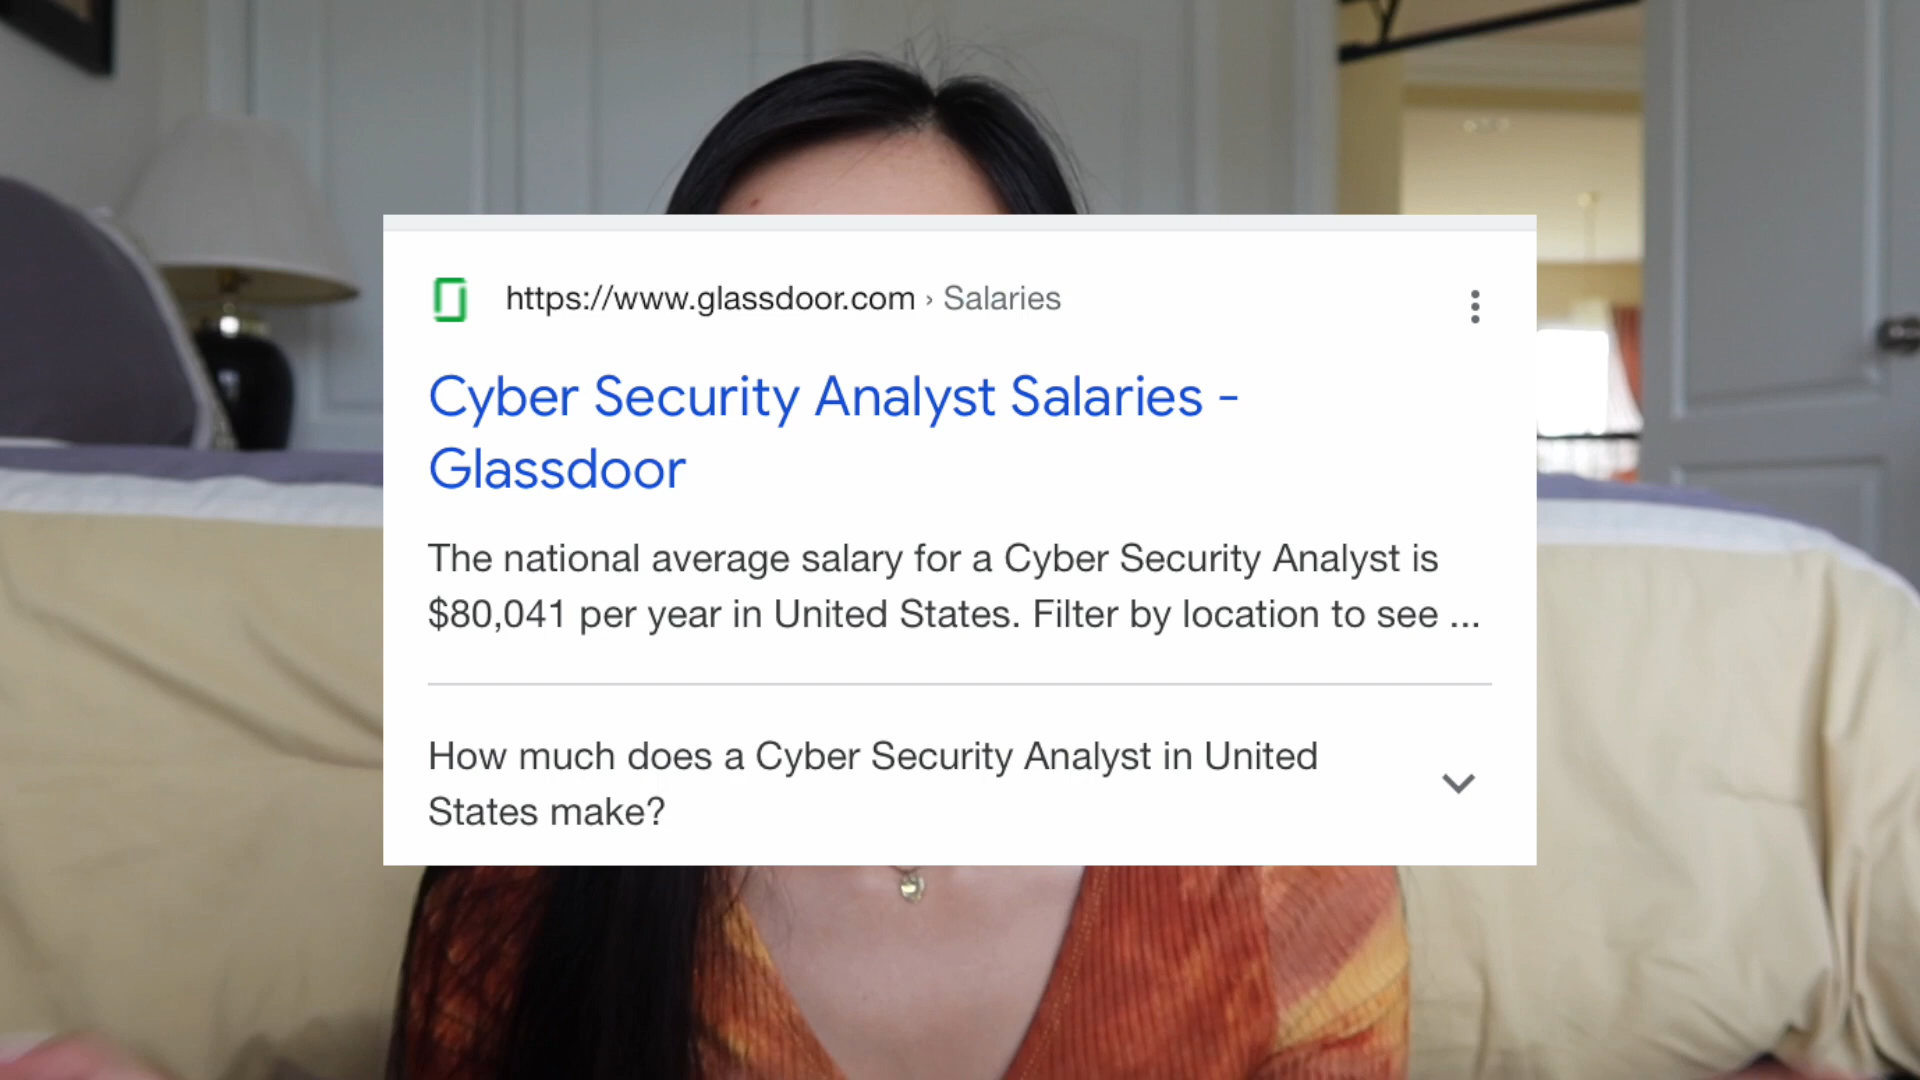 https://www.glassdoor.com › Salaries
Cyber Security Analyst Salaries -
Glassdoor
The national average salary for a Cyber Security Analyst is
$80,041 per year in United States. Filter by location to see ...
How much does a Cyber Security Analyst in United
States make?